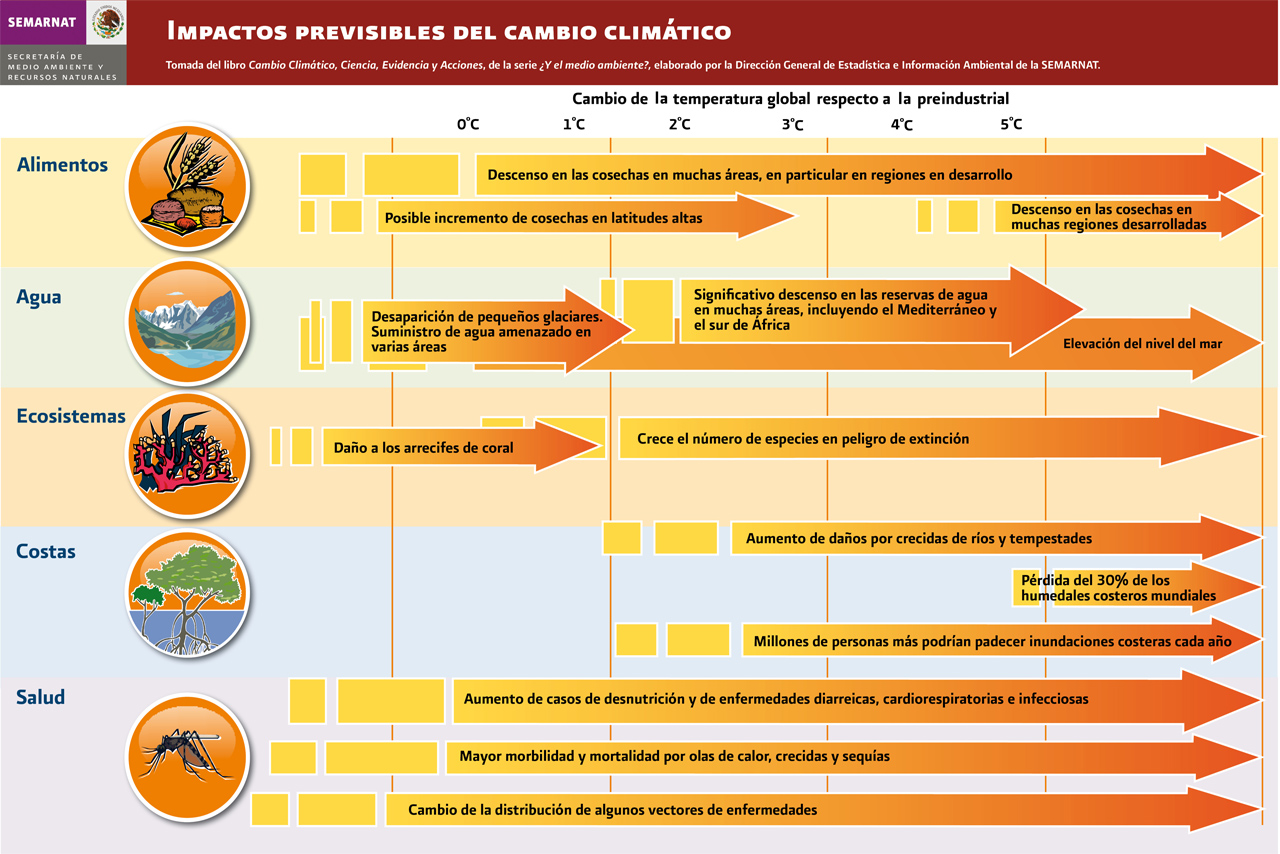 SEMARNAT
SECRETARÍA DE
MEDIO AMBIENTE Y
RECURSOS NATURALES
IMPACTOS PREVISIBLES DEL CAMBIO CLIMÁTICO
Tomada del libro Cambio Climático, Ciencia, Evidencia y Acciones, de la serie ¿Y el medio ambiente?, elaborado por la Dirección General de Estadística e Información Ambiental de la SEMARNAT.
Cambio de la temperatura global respecto a la preindustrial
0°C 1°C 2°C 3°C 4°C 5°C
Alimentos
Descenso en las cosechas en muchas áreas, en particular en regiones en desarrollo
Posible incremento de cosechas en latitudes altas
Descenso en las cosechas en
muchas regiones desarrolladas
Agua
Desaparición de pequeños glaciares.
Suministro de agua amenazado en
varias áreas
Significativo descenso en las reservas de agua
en muchas áreas, incluyendo el Mediterráneo y
el sur de África
Elevación del nivel del mar
Ecosistemas
Daño a los arrecifes de coral
Crece el número de especies en peligro de extinción
Costas
Aumento de daños por crecidas de ríos y tempestades
Pérdida del 30% de los
humedales costeros mundiales
Millones de personas más podrían padecer inundaciones costeras cada año
Salud
Aumento de casos de desnutrición y de enfermedades diarreicas, cardiorespiratorias e infecciosas
Mayor morbilidad y mortalidad por olas de calor, crecidas y sequías
Cambio de la distribución de algunos vectores de enfermedades